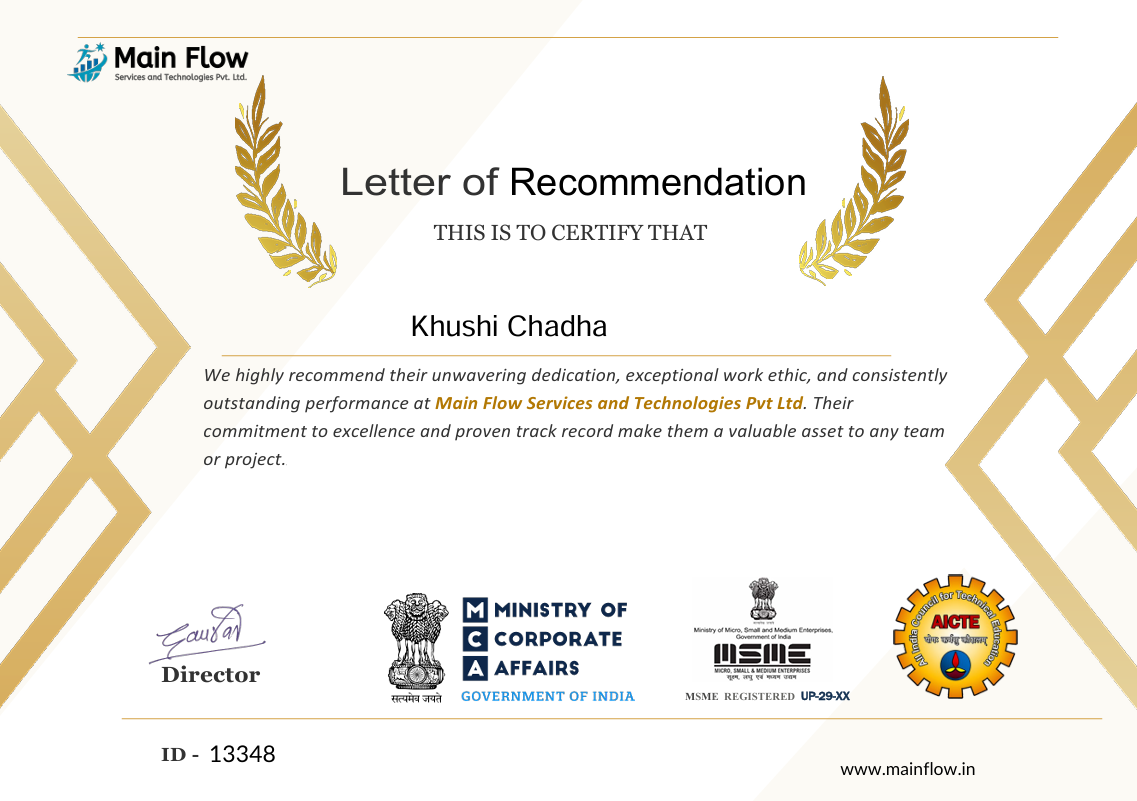 Main Flow
Services and Technologies Pvt. Ltd.
Letter of Recommendation
THIS IS TO CERTIFY THAT
Khushi Chadha
We highly recommend their unwavering dedication, exceptional work ethic, and consistently
outstanding performance at Main Flow Services and Technologies Pvt Ltd. Their
commitment to excellence and proven track record make them a valuable asset to any team
or project.
Director
सत्यमेव जयते
M MINISTRY OF
C CORPORATE
A AFFAIRS
GOVERNMENT OF INDIA
Ministry of Micro, Small and Medium Enterprises,
Government of India
MSME
MICRO, SMALL & MEDIUM ENTERPRISES
सूक्ष्म, लघु एवं मध्यम उद्यम
MSME REGISTERED UP-29-XX
All India Council for Technical Education
AICTE
योगः कर्मसु कौशलम्
ID - 13348
www.mainflow.in